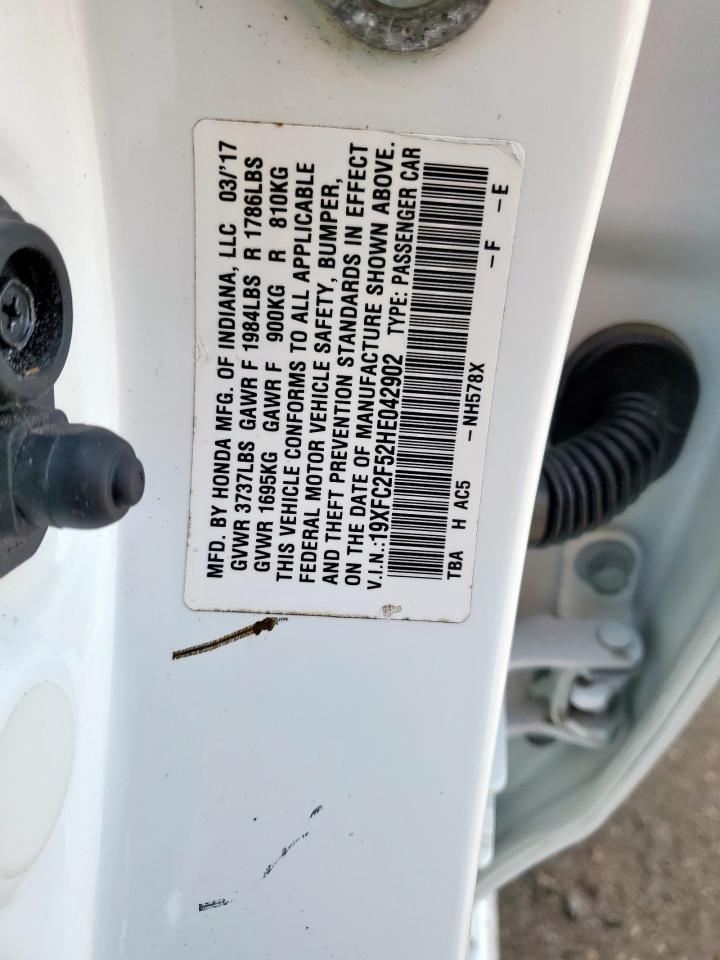 MFD. BY HONDA MFG. OF INDIANA, LLC 03/'17
GVWR 3737LBS GAWR F 1984LBS R 1786LBS
GVWR 1695KG GAWR F 900KG R 810KG
THIS VEHICLE CONFORMS TO ALL APPLICABLE
FEDERAL MOTOR VEHICLE SAFETY, BUMPER,
AND THEFT PREVENTION STANDARDS IN EFFECT
ON THE DATE OF MANUFACTURE SHOWN ABOVE.
V.I.N.:19XFC2F52HE042902 TYPE: PASSENGER CAR
TBA H AC5 -NH578X -F -E